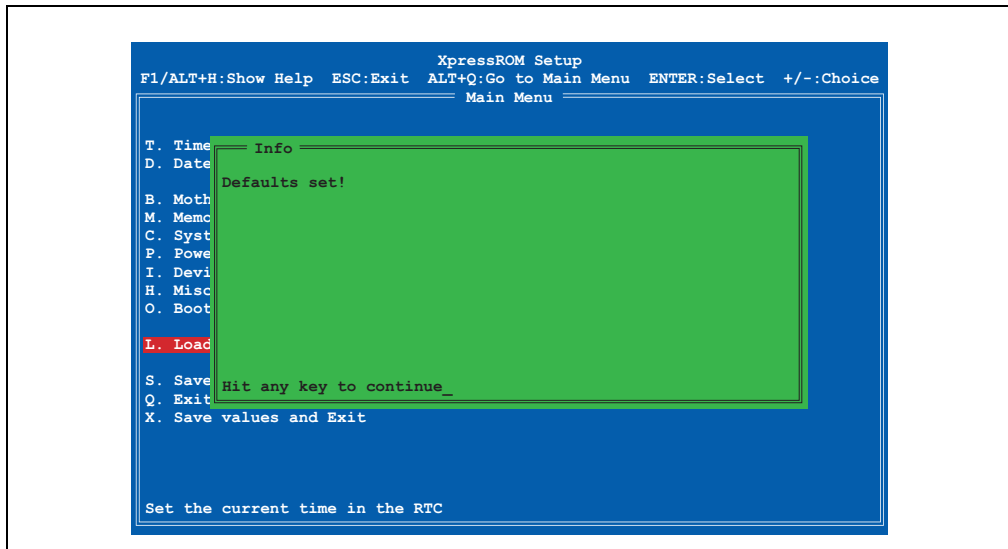 XpressROM Setup
F1/ALT+H:Show Help ESC:Exit ALT+Q:Go to Main Menu ENTER:Select +/-:Choice
Main Menu
T. Time
D. Date
B. Moth
M. Memo
C. Syst
P. Powe
I. Devi
H. Misc
O. Boot
L. Load
S. Save
Q. Exit
X. Save values and Exit
Info
Defaults set!
Hit any key to continue_
Set the current time in the RTC